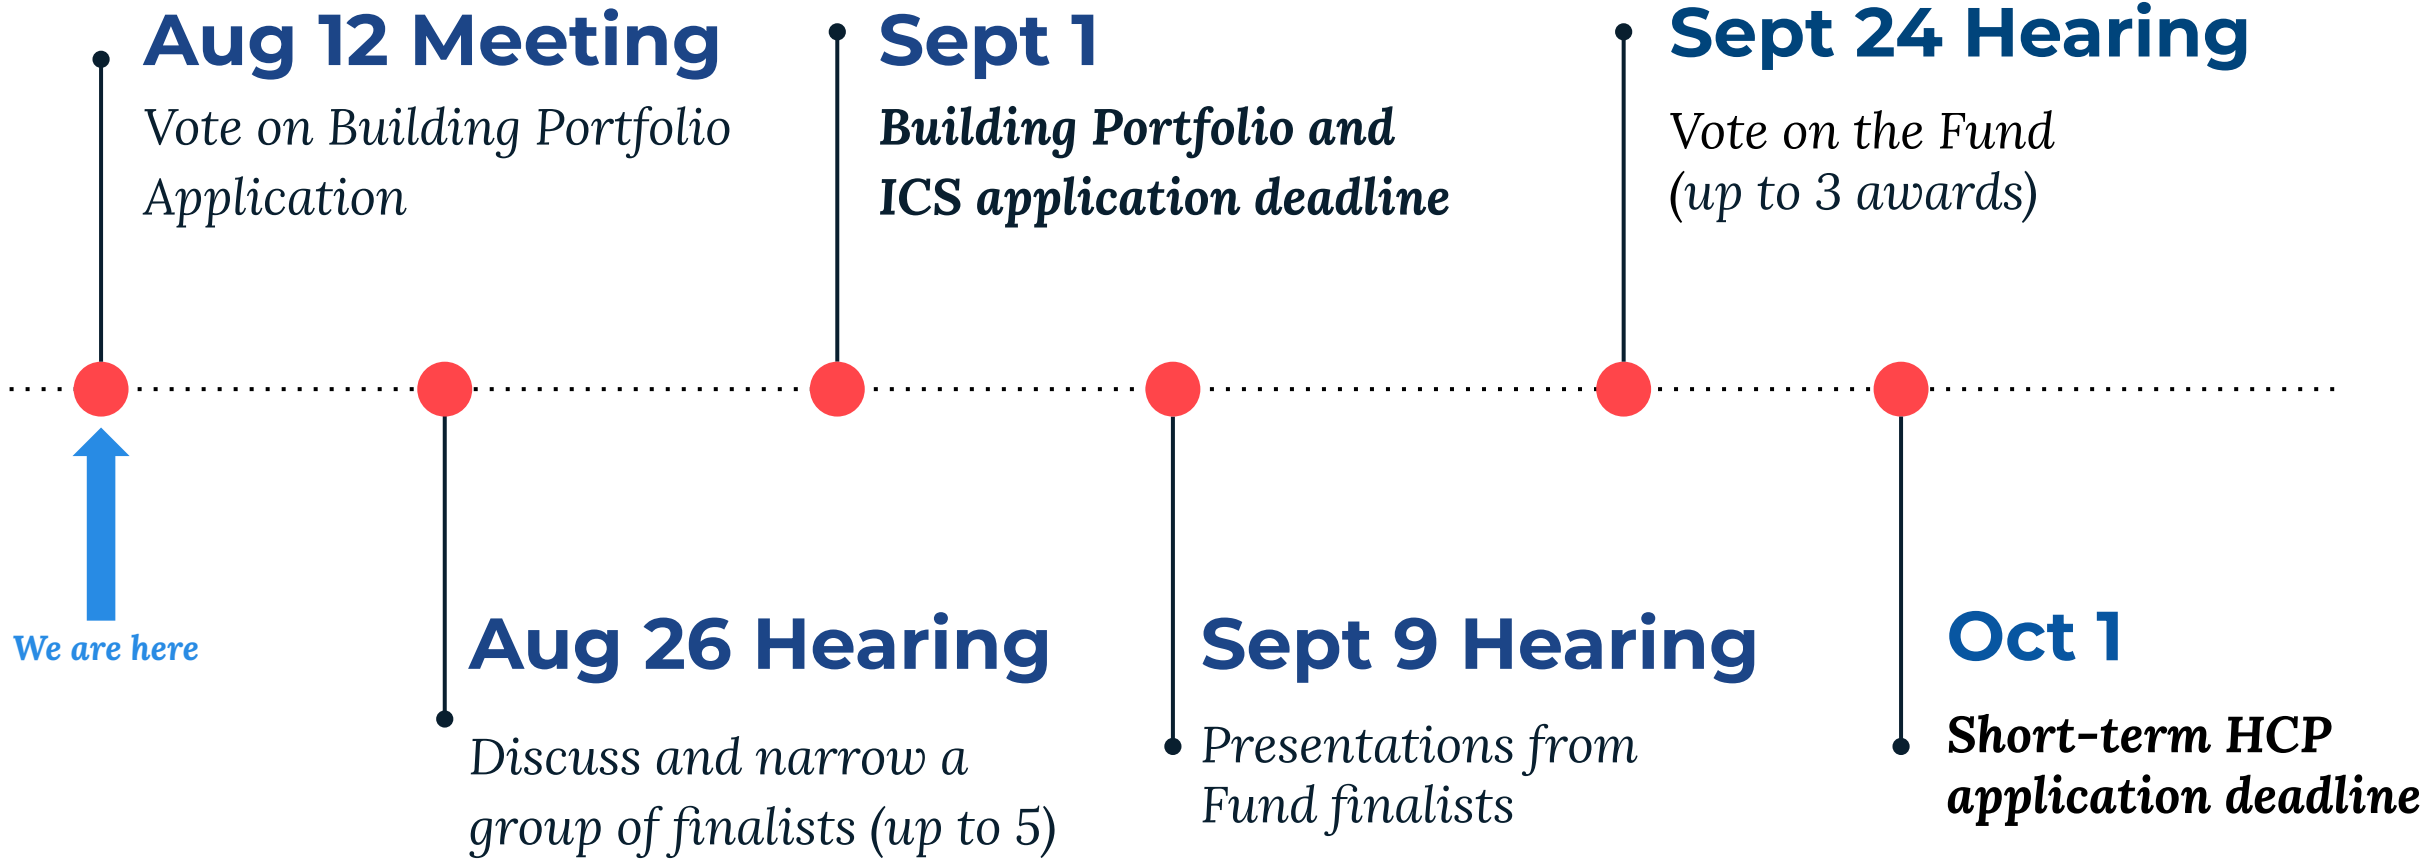 Aug 12 Meeting
Vote on Building Portfolio
Application
We are here
Aug 26 Hearing
Discuss and narrow a
group of finalists (up to 5)
Sept 1
Building Portfolio and
ICS application deadline
Sept 9 Hearing
Presentations from
Fund finalists
Sept 24 Hearing
Vote on the Fund
(up to 3 awards)
Oct 1
Short-term HCP
application deadline